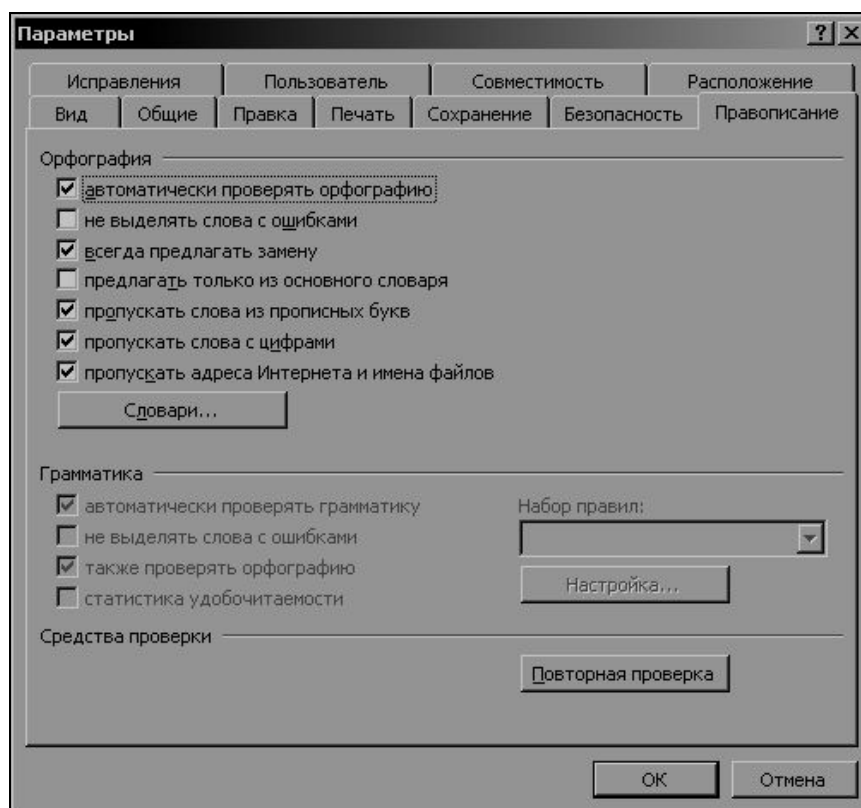 Параметры
Исправления Пользователь Совместимость Расположение
Вид Общие Правка Печать Сохранение Безопасность Правописание
Орфография
автоматически проверять орфографию
не выделять слова с ошибками
всегда предлагать замену
предлагать только из основного словаря
пропускать слова из прописных букв
пропускать слова с цифрами
пропускать адреса Интернета и имена файлов
Словари...
Грамматика
автоматически проверять грамматику Набор правил:
не выделять слова с ошибками
также проверять орфографию
статистика удобочитаемости Настройка...
Средства проверки
Повторная проверка
ОК Отмена